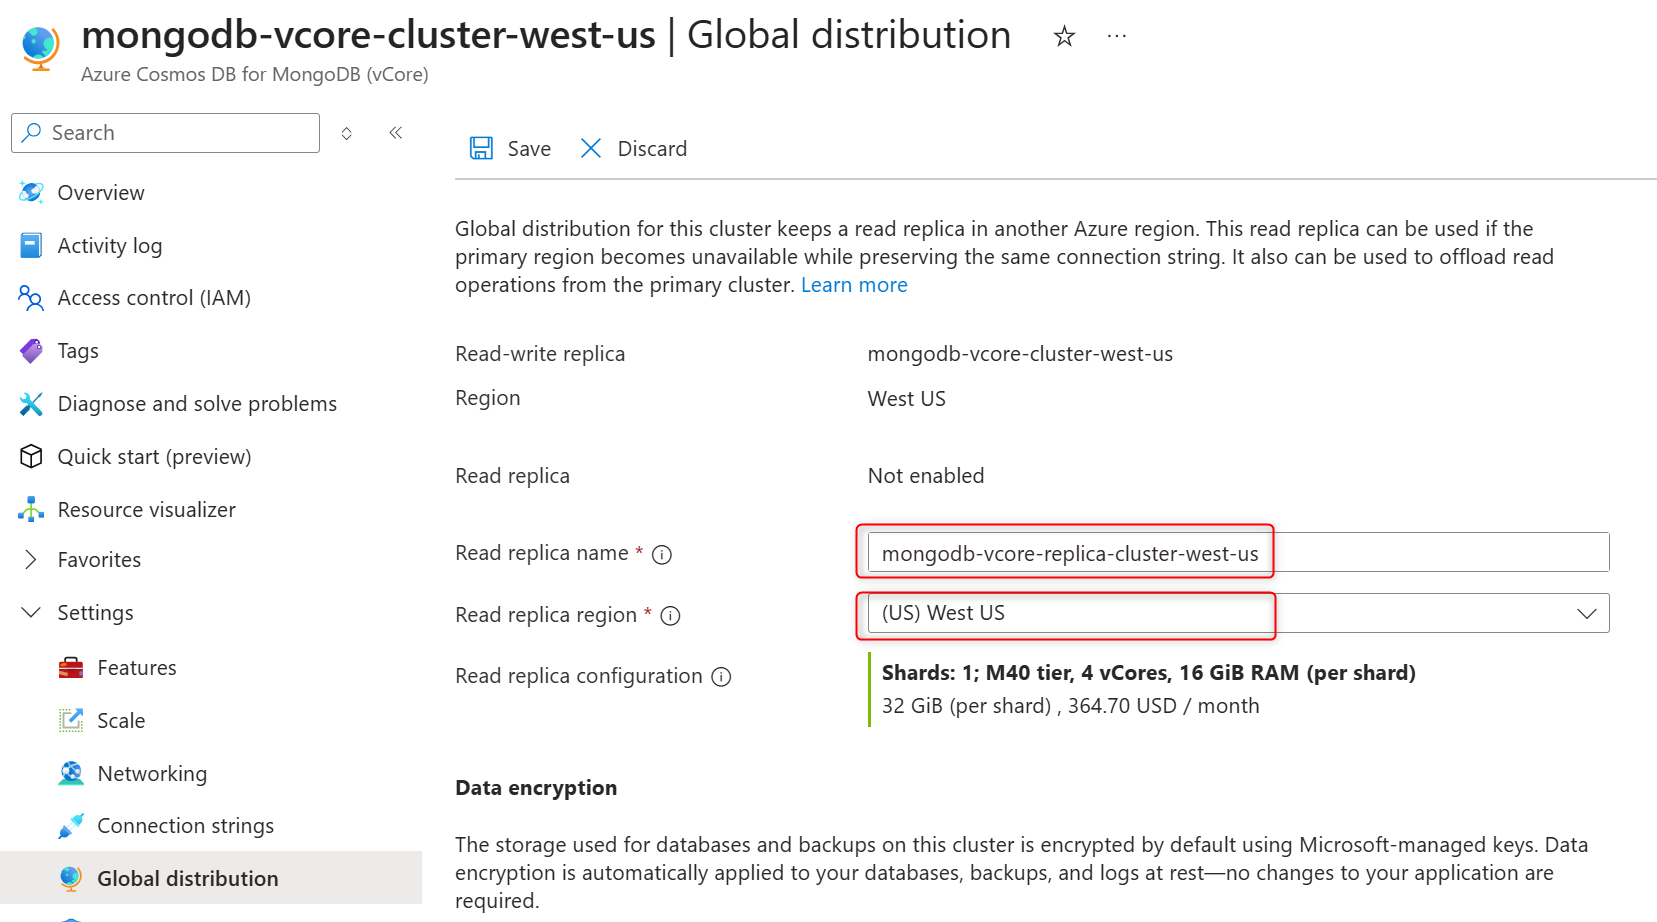 mongodb-vcore-cluster-west-us | Global distribution
Azure Cosmos DB for MongoDB (vCore)
Search
Overview
Activity log
Access control (IAM)
Tags
Diagnose and solve problems
Quick start (preview)
Resource visualizer
Favorites
Settings
Features
Scale
Networking
Connection strings
Global distribution
Save Discard
Global distribution for this cluster keeps a read replica in another Azure region. This read replica can be used if the
primary region becomes unavailable while preserving the same connection string. It also can be used to offload read
operations from the primary cluster. Learn more
Read-write replica mongodb-vcore-cluster-west-us
Region West US
Read replica Not enabled
Read replica name * mongodb-vcore-replica-cluster-west-us
Read replica region * (US) West US
Read replica configuration Shards: 1; M40 tier, 4 vCores, 16 GiB RAM (per shard)
32 GiB (per shard) , 364.70 USD / month
Data encryption
The storage used for databases and backups on this cluster is encrypted by default using Microsoft-managed keys. Data
encryption is automatically applied to your databases, backups, and logs at rest—no changes to your application are
required.